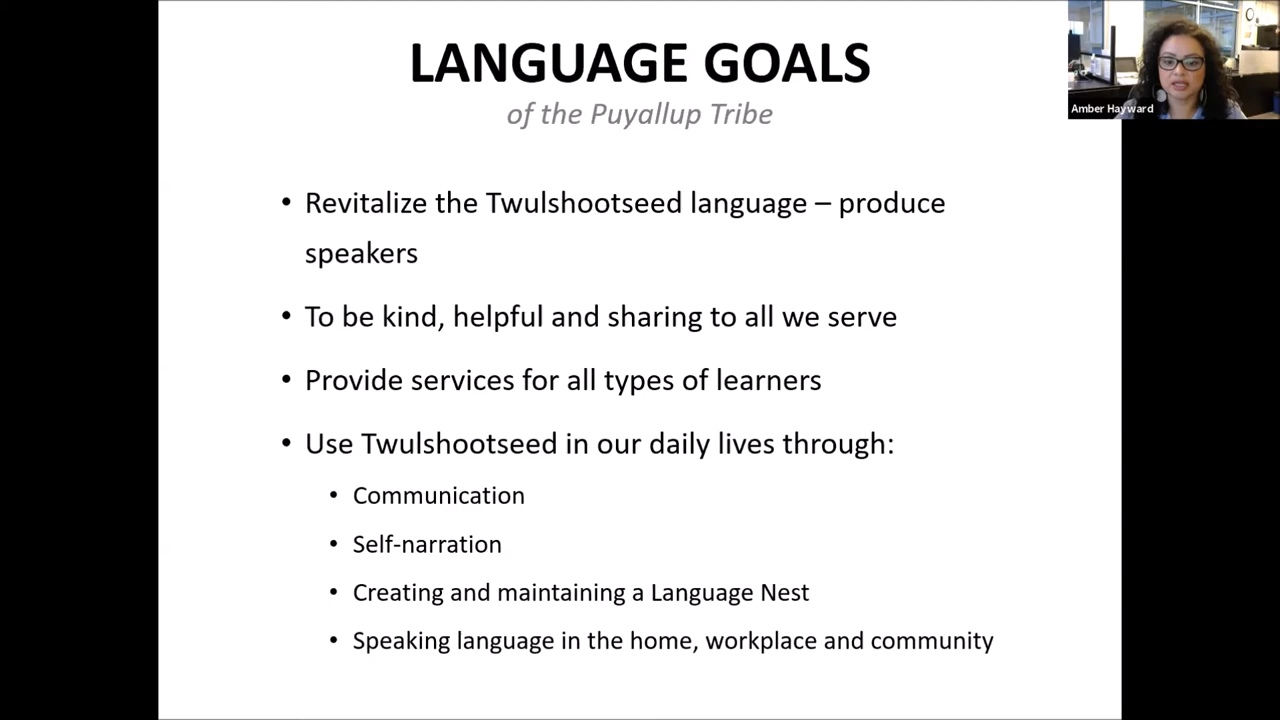 LANGUAGE GOALS
of the Puyallup Tribe
Amber Hayward
• Revitalize the Twulshootseed language – produce
speakers
• To be kind, helpful and sharing to all we serve
• Provide services for all types of learners
• Use Twulshootseed in our daily lives through:
• Communication
• Self-narration
• Creating and maintaining a Language Nest
• Speaking language in the home, workplace and community